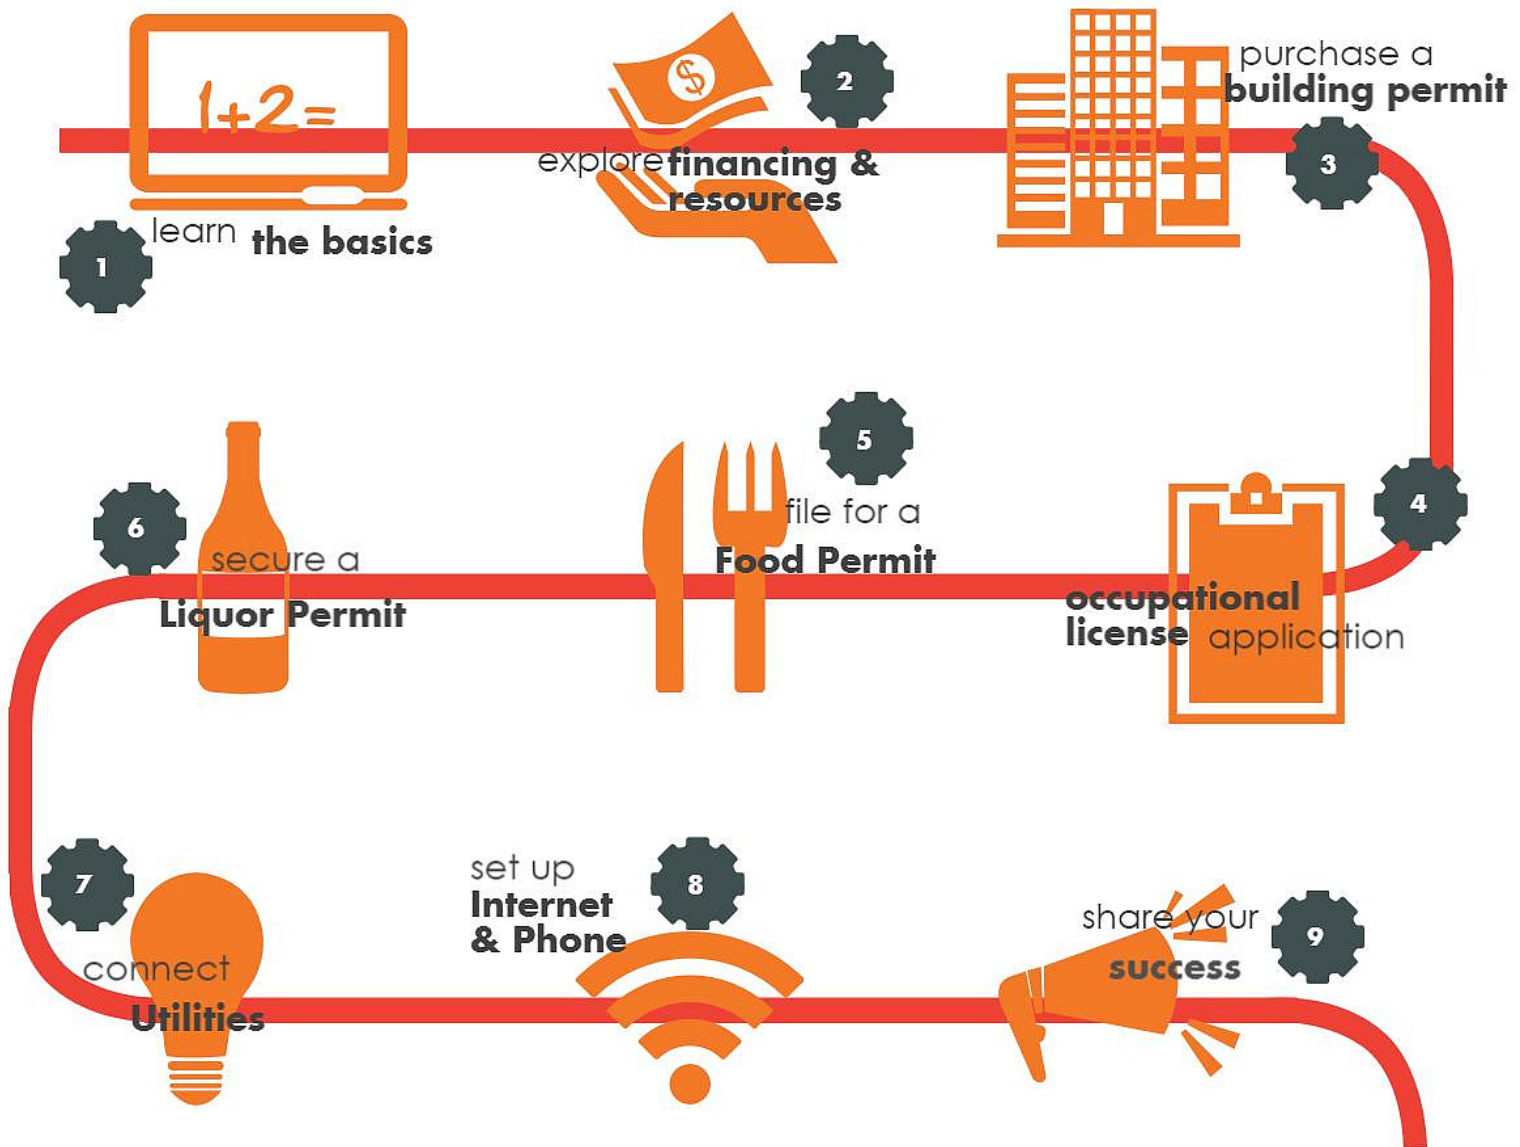 1+2=
1
learn the basics
2
explore financing &
resources
3
purchase a
building permit
4
occupational
license application
5
file for a
Food Permit
6
secure a
Liquor Permit
7
connect
Utilities
8
set up
Internet
& Phone
9
share your
success
$